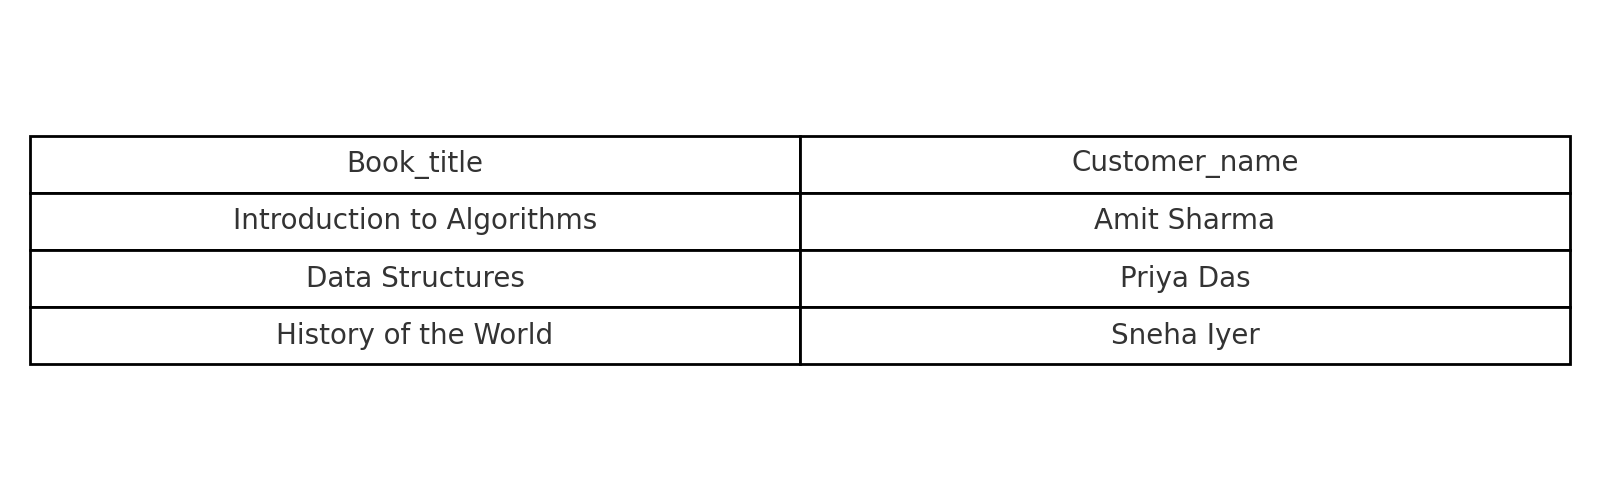 Book_title Customer_name
Introduction to Algorithms Amit Sharma
Data Structures Priya Das
History of the World Sneha Iyer